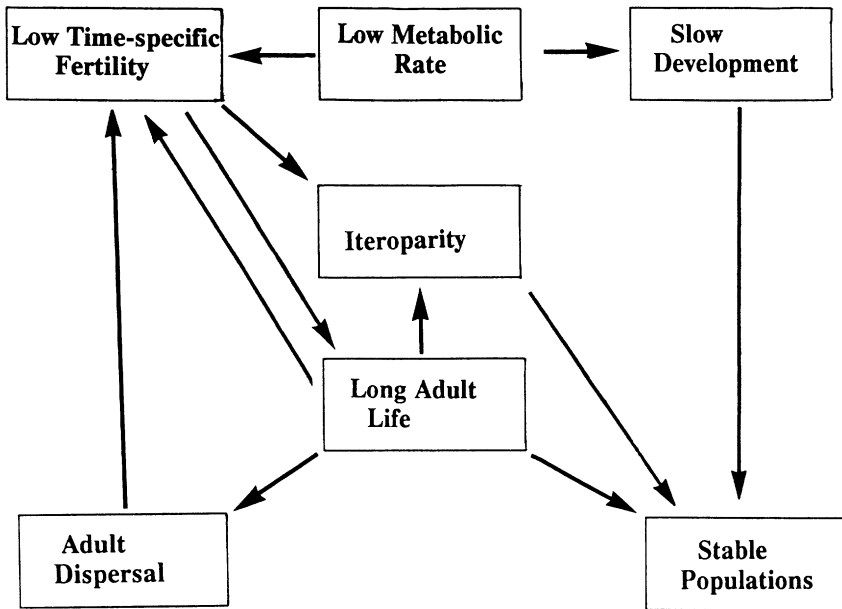 Low Time-specific
Fertility
Low Metabolic
Rate
Slow
Development
Iteroparity
Long Adult
Life
Adult
Dispersal
Stable
Populations